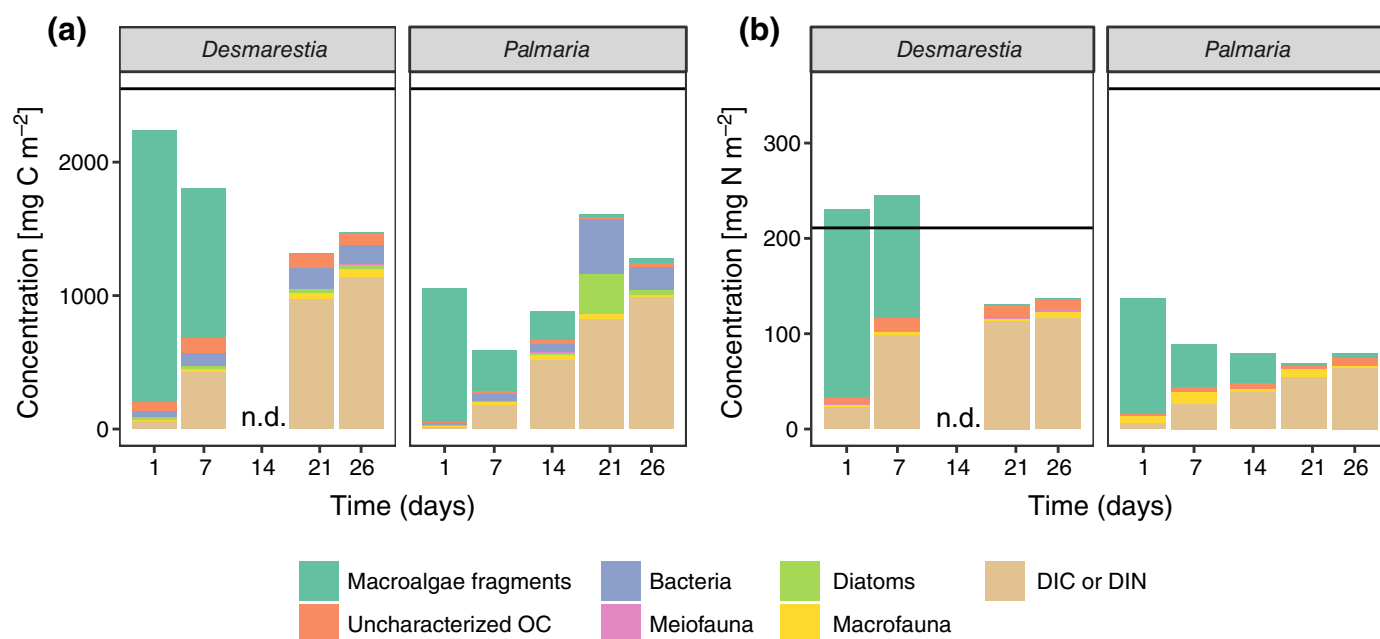 (a)
Desmarestia
Palmaria
Concentration [mg C m⁻²]
2000
1000
0
n.d.
1 7 14 21 26
1 7 14 21 26
Time (days)
(b)
Desmarestia
Palmaria
Concentration [mg N m⁻²]
300
200
100
0
n.d.
1 7 14 21 26
1 7 14 21 26
Time (days)
Macroalgae fragments
Bacteria
Diatoms
DIC or DIN
Uncharacterized OC
Meiofauna
Macrofauna